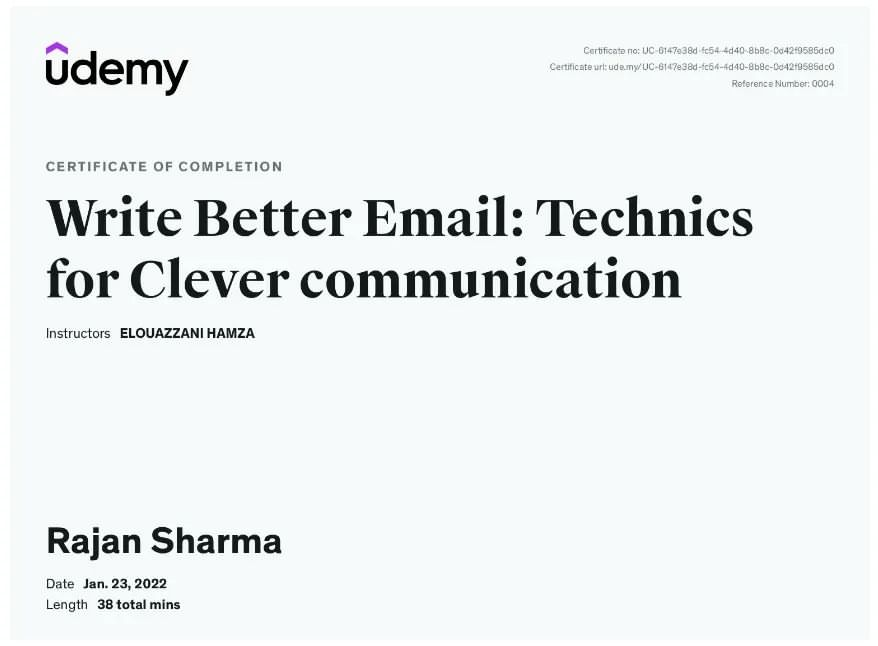 udemy
Certificate no: UC-6147e38d-fc54-4d40-8b8c-0d42f9585dc0
Certificate url: ude.my/UC-6147e38d-fc54-4d40-8b8c-0d42f9585dc0
Reference Number: 0004
CERTIFICATE OF COMPLETION
Write Better Email: Technics
for Clever communication
Instructors ELOUAZZANI HAMZA
Rajan Sharma
Date Jan. 23, 2022
Length 38 total mins